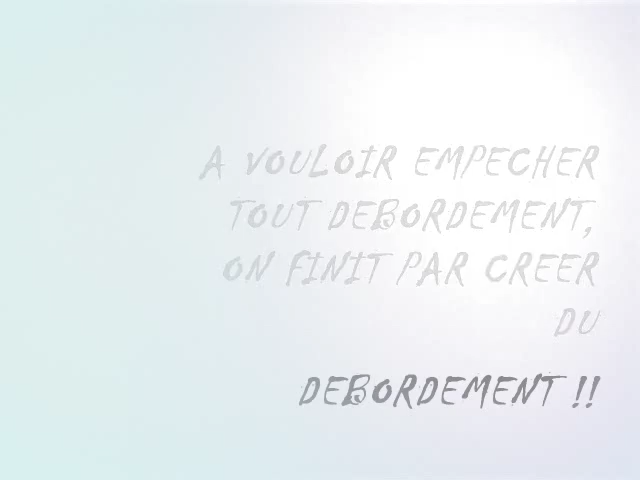 A VOULOIR EMPECHER
TOUT DEBORDEMENT,
ON FINIT PAR CREER
DU
DEBORDEMENT !!